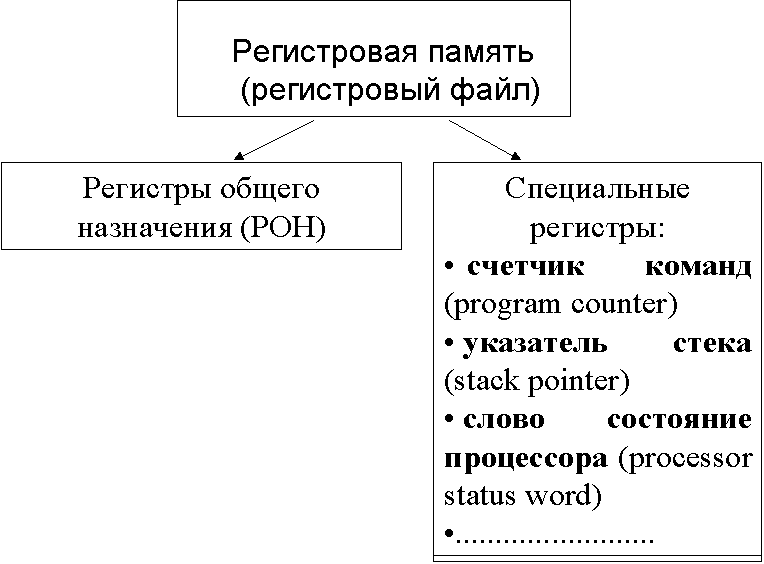 Регистровая память
(регистровый файл)
Регистры общего
назначения (РОН)
Специальные
регистры:
• счетчик команд
(program counter)
• указатель стека
(stack pointer)
• слово состояние
процессора (processor
status word)
•.........................